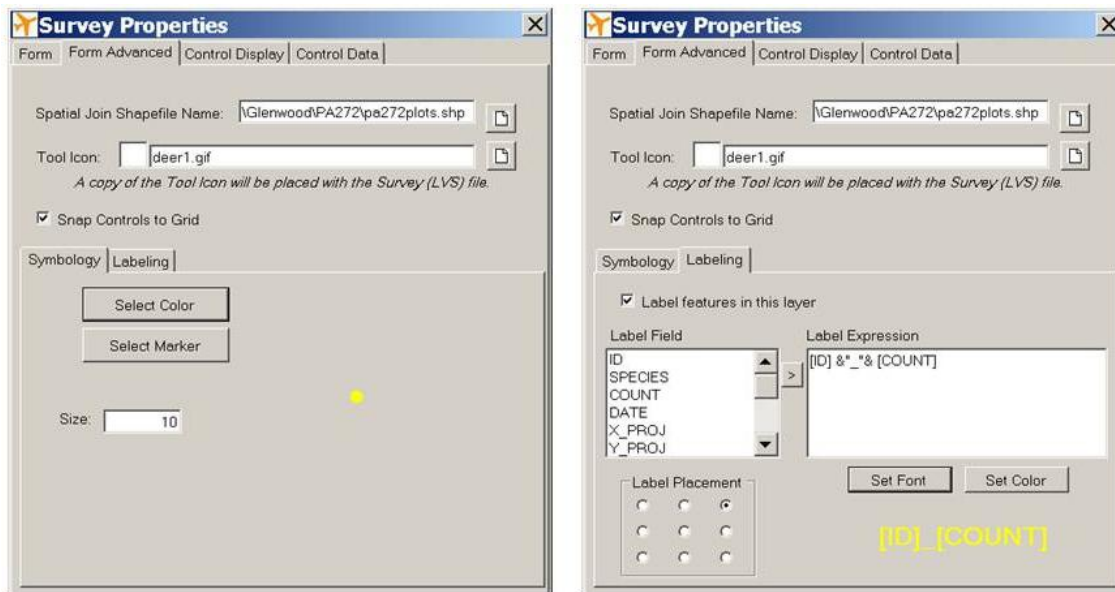 Survey Properties
Form Form Advanced Control Display Control Data
Spatial Join Shapefile Name: \Glenwood\PA272\pa272plots.shp
Tool Icon: deer1.gif
A copy of the Tool Icon will be placed with the Survey (LVS) file.
Snap Controls to Grid
Symbology Labeling
Select Color
Select Marker
Size: 10
Survey Properties
Form Form Advanced Control Display Control Data
Spatial Join Shapefile Name: \Glenwood\PA272\pa272plots.shp
Tool Icon: deer1.gif
A copy of the Tool Icon will be placed with the Survey (LVS) file.
Snap Controls to Grid
Symbology Labeling
Label features in this layer
Label Field Label Expression
ID
SPECIES
COUNT
DATE
X_PROJ
Y_PROJ
>
[ID] &"_"& [COUNT]
Set Font Set Color
Label Placement
[ID]_[COUNT]